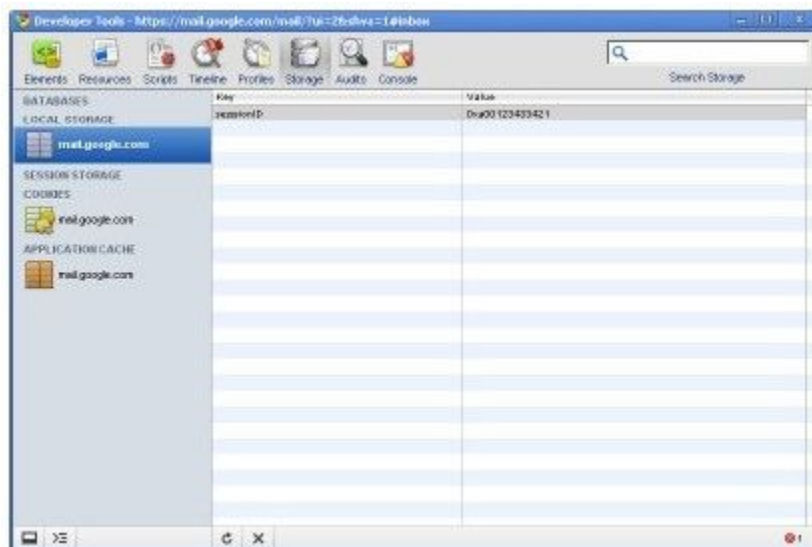 Developer Tools - https://mail.google.com/mail/?ui=2&shva=1#inbox
Elements Resources Scripts Timeline Profiles Storage Audits Console
Search Storage
DATABASES
LOCAL STORAGE
mail.google.com
SESSION STORAGE
COOKIES
mail.google.com
APPLICATION CACHE
mail.google.com
Key Value
sessionID
1